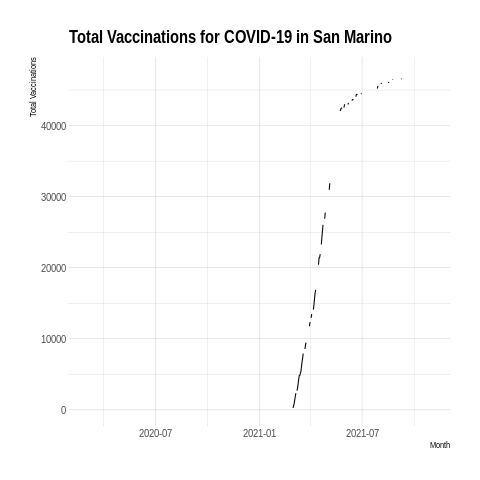 Total Vaccinations for COVID-19 in San Marino
Total Vaccinations
40000
30000
20000
10000
0
2020-07 2021-01 2021-07
Month